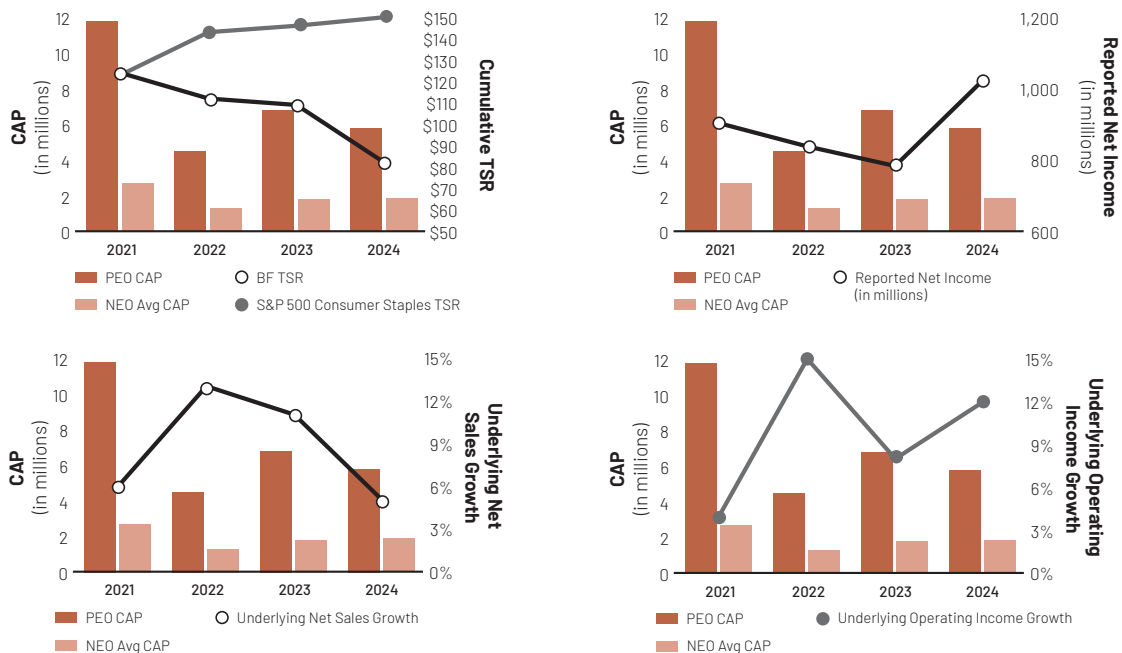 CAP
(in millions)
12
10
8
6
4
2
0
$150
$140
$130
$120
$110
$100
$90
$80
$70
$60
$50
Cumulative TSR
2021 2022 2023 2024
PEO CAP
BF TSR
NEO Avg CAP
S&P 500 Consumer Staples TSR
CAP
(in millions)
12
10
8
6
4
2
0
1,200
1,000
800
600
Reported Net Income
(in millions)
2021 2022 2023 2024
PEO CAP
Reported Net Income
(in millions)
NEO Avg CAP
CAP
(in millions)
12
10
8
6
4
2
0
15%
12%
9%
6%
3%
0%
Underlying Net
Sales Growth
2021 2022 2023 2024
PEO CAP
Underlying Net Sales Growth
NEO Avg CAP
CAP
(in millions)
12
10
8
6
4
2
0
15%
12%
9%
6%
3%
0%
Underlying Operating
Income Growth
2021 2022 2023 2024
PEO CAP
Underlying Operating Income Growth
NEO Avg CAP